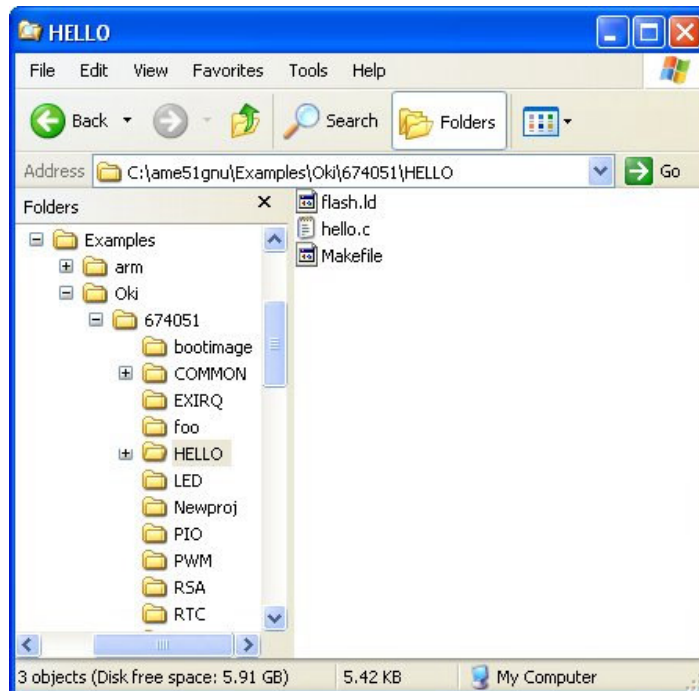 HELLO
File Edit View Favorites Tools Help
Back Search Folders
Address C:\ame51gnu\Examples\Oki\674051\HELLO Go
Folders
Examples
arm
Oki
674051
bootimage
COMMON
EXIRQ
foo
HELLO
LED
Newproj
PIO
PWM
RSA
RTC
flash.ld
hello.c
Makefile
3 objects (Disk free space: 5.91 GB) 5.42 KB My Computer